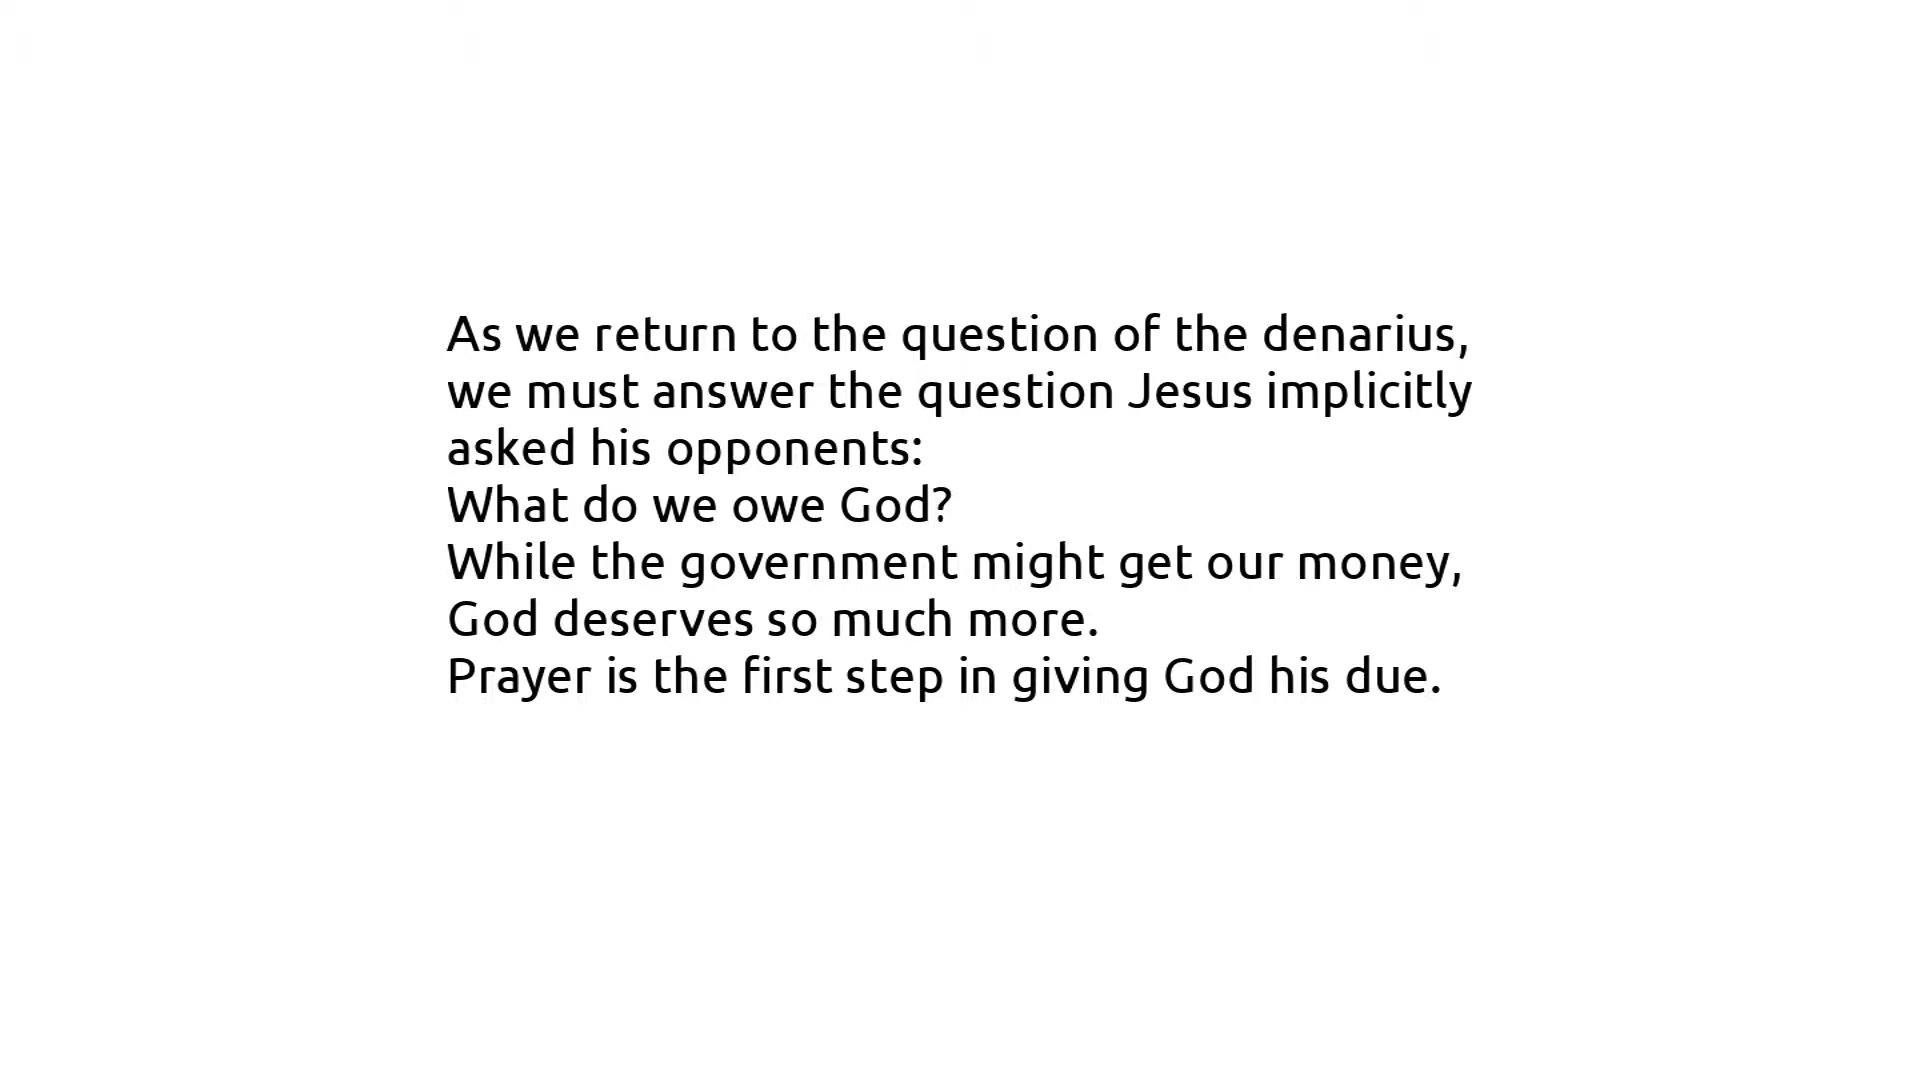 As we return to the question of the denarius,
we must answer the question Jesus implicitly
asked his opponents:
What do we owe God?
While the government might get our money,
God deserves so much more.
Prayer is the first step in giving God his due.